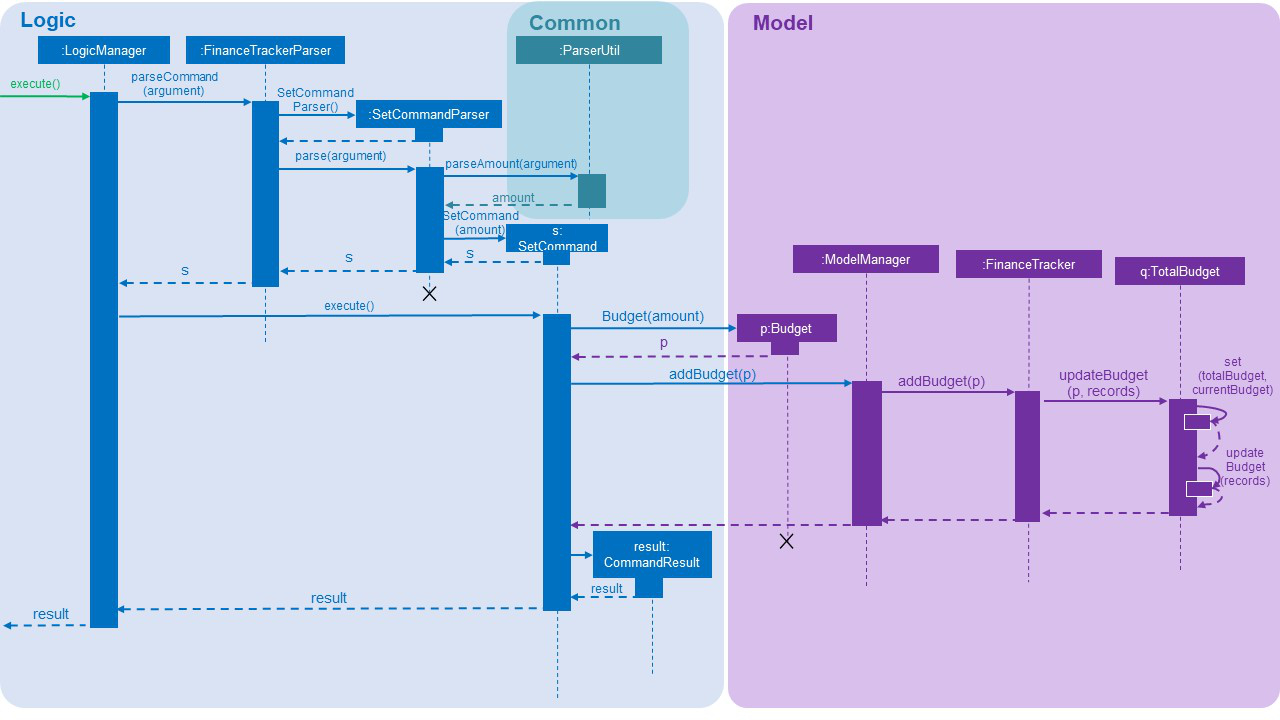 Logic
Common
Model
:LogicManager
:FinanceTrackerParser
:ParserUtil
execute()
parseCommand
(argument)
SetCommand
Parser()
:SetCommandParser
parse(argument)
parseAmount(argument)
amount
SetCommand
(amount)
s:
SetCommand
s
s
s
:ModelManager
:FinanceTracker
q:TotalBudget
execute()
Budget(amount)
p:Budget
p
addBudget(p)
addBudget(p)
updateBudget
(p, records)
set
(totalBudget,
currentBudget)
update
Budget
(records)
result:
CommandResult
result
result
result